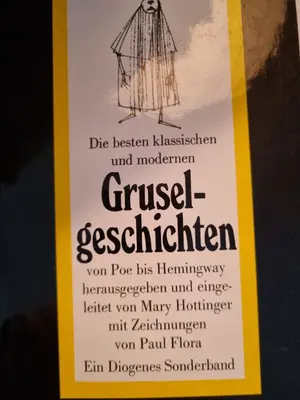 Die besten klassischen
und modernen
Grusel-
geschichten
von Poe bis Hemingway
herausgegeben und einge-
leitet von Mary Hottinger
mit Zeichnungen
von Paul Flora
Ein Diogenes Sonderband